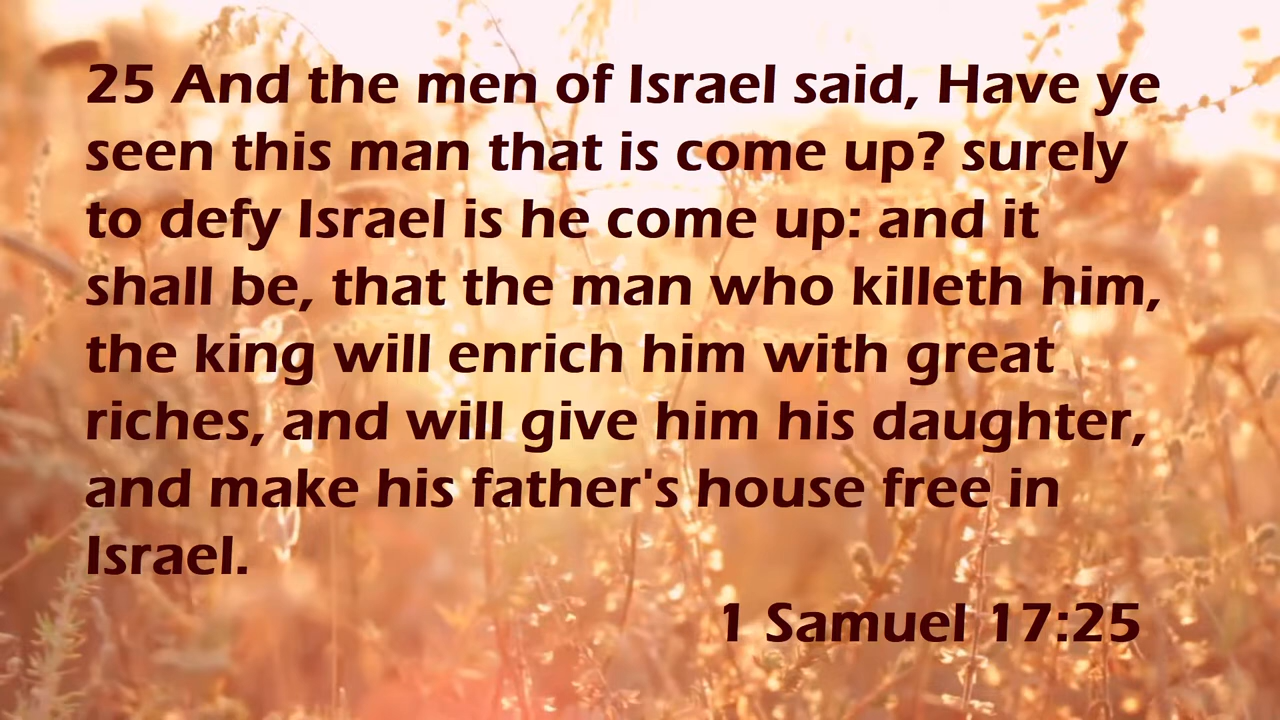 25 And the men of Israel said, Have ye
seen this man that is come up? surely
to defy Israel is he come up: and it
shall be, that the man who killeth him,
the king will enrich him with great
riches, and will give him his daughter,
and make his father's house free in
Israel.
1 Samuel 17:25